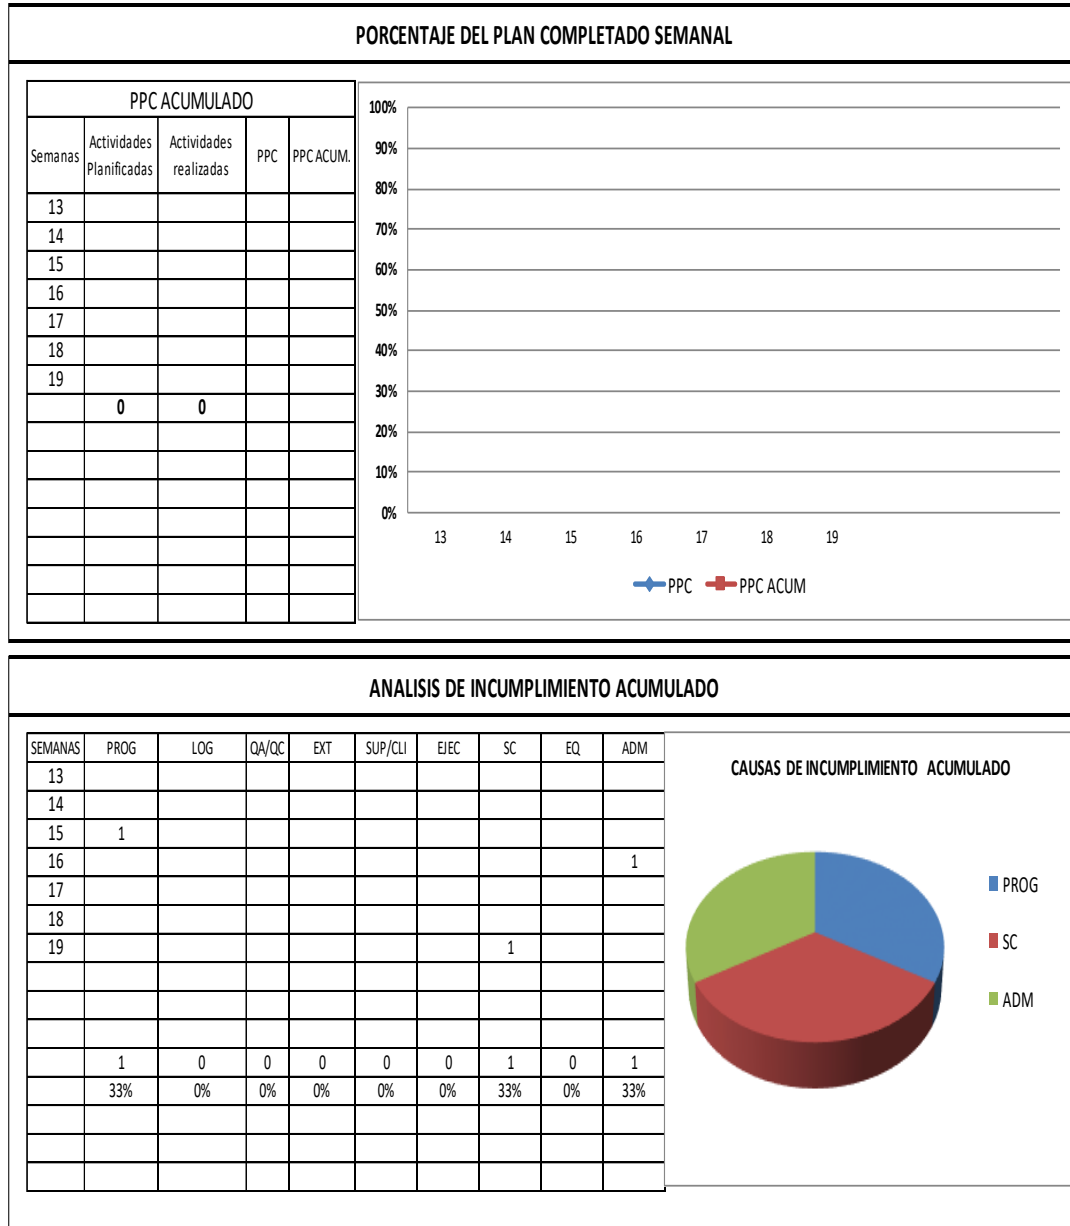 PORCENTAJE DEL PLAN COMPLETADO SEMANAL
PPC ACUMULADO
Semanas Actividades Planificadas Actividades realizadas PPC PPC ACUM.
13
14
15
16
17
18
19
0 0
100%
90%
80%
70%
60%
50%
40%
30%
20%
10%
0%
13 14 15 16 17 18 19
PPC PPC ACUM
ANALISIS DE INCUMPLIMIENTO ACUMULADO
SEMANAS PROG LOG QA/QC EXT SUP/CLI EJEC SC EQ ADM
13
14
15 1
16 1
17
18
19 1
1 0 0 0 0 0 1 0 1
33% 0% 0% 0% 0% 0% 33% 0% 33%
CAUSAS DE INCUMPLIMIENTO ACUMULADO
PROG
SC
ADM